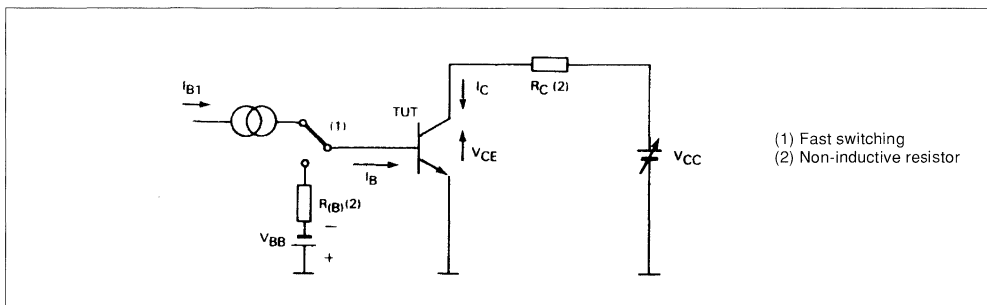 I_B1
(1)
TUT
I_C
R_C (2)
V_CE
I_B
R_(B) (2)
V_BB
−
+
V_CC
(1) Fast switching
(2) Non-inductive resistor